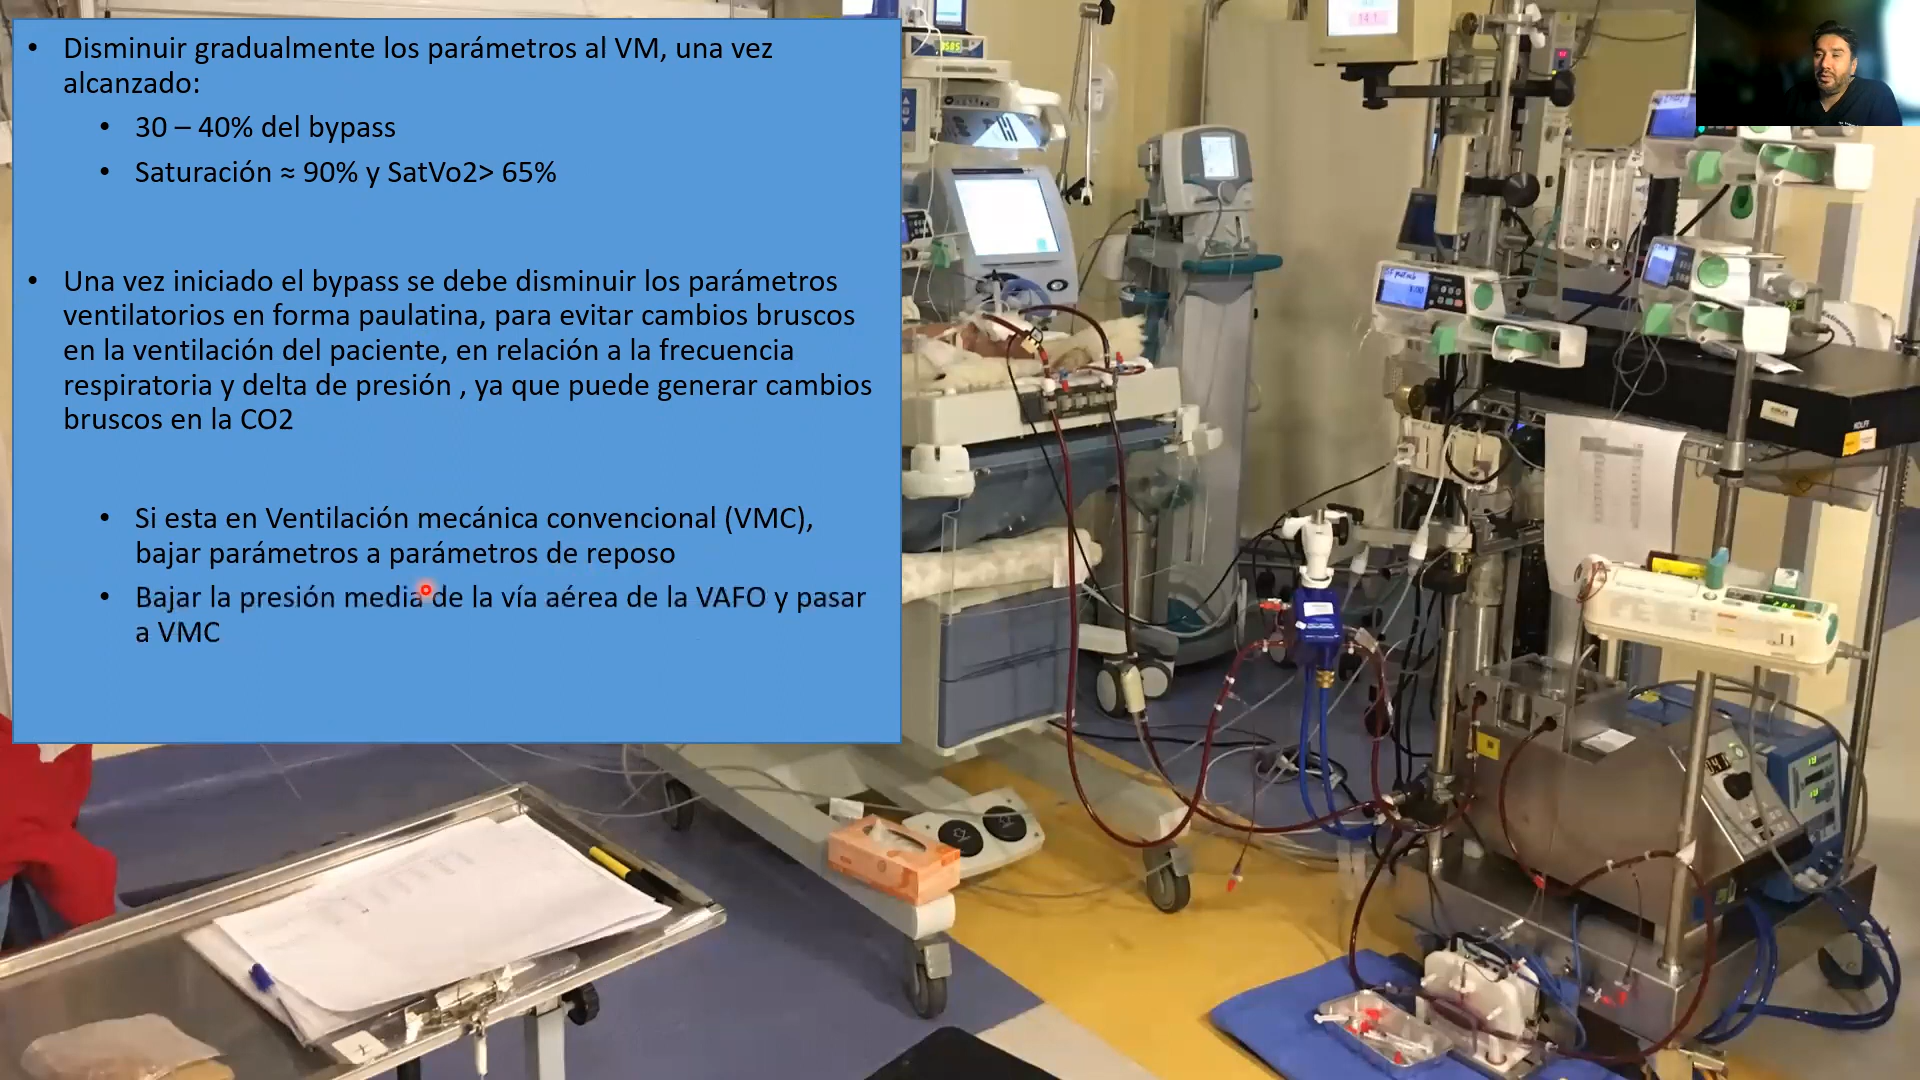 • Disminuir gradualmente los parámetros al VM, una vez
alcanzado:
• 30 – 40% del bypass
• Saturación ≈ 90% y SatVo2> 65%
• Una vez iniciado el bypass se debe disminuir los parámetros
ventilatorios en forma paulatina, para evitar cambios bruscos
en la ventilación del paciente, en relación a la frecuencia
respiratoria y delta de presión , ya que puede generar cambios
bruscos en la CO2
• Si esta en Ventilación mecánica convencional (VMC),
bajar parámetros a parámetros de reposo
• Bajar la presión media de la vía aérea de la VAFO y pasar
a VMC